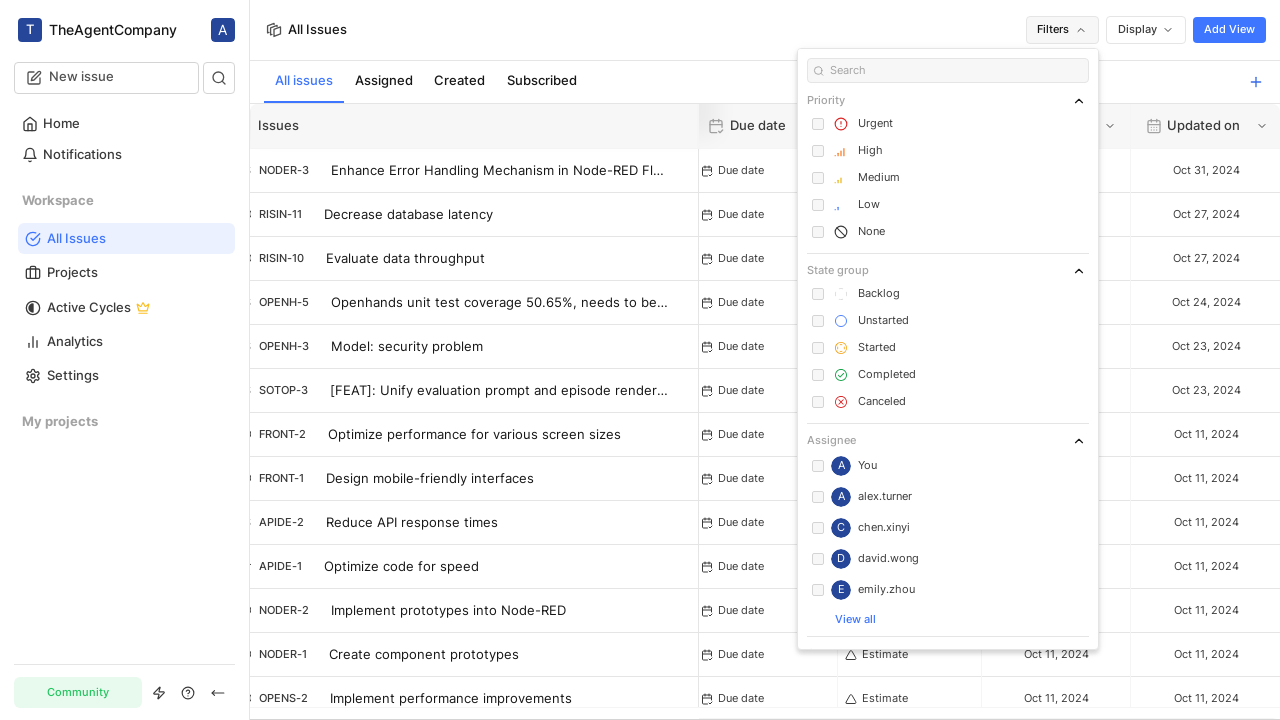 T TheAgentCompany A
All Issues
Filters
Display
Add View
New issue
Home
Notifications
Workspace
All Issues
Projects
Active Cycles
Analytics
Settings
My projects
Community
All issues Assigned Created Subscribed
Issues Due date Updated on
NODER-3 Enhance Error Handling Mechanism in Node-RED Fl... Due date Oct 31, 2024
RISIN-11 Decrease database latency Due date Oct 27, 2024
RISIN-10 Evaluate data throughput Due date Oct 27, 2024
OPENH-5 Openhands unit test coverage 50.65%, needs to be... Due date Oct 24, 2024
OPENH-3 Model: security problem Due date Oct 23, 2024
SOTOP-3 [FEAT]: Unify evaluation prompt and episode render... Due date Oct 23, 2024
FRONT-2 Optimize performance for various screen sizes Due date Oct 11, 2024
FRONT-1 Design mobile-friendly interfaces Due date Oct 11, 2024
APIDE-2 Reduce API response times Due date Oct 11, 2024
APIDE-1 Optimize code for speed Due date Oct 11, 2024
NODER-2 Implement prototypes into Node-RED Due date Oct 11, 2024
NODER-1 Create component prototypes Due date Estimate Oct 11, 2024 Oct 11, 2024
OPENS-2 Implement performance improvements Due date Estimate Oct 11, 2024 Oct 11, 2024
Search
Priority
Urgent
High
Medium
Low
None
State group
Backlog
Unstarted
Started
Completed
Canceled
Assignee
A You
A alex.turner
C chen.xinyi
D david.wong
E emily.zhou
View all